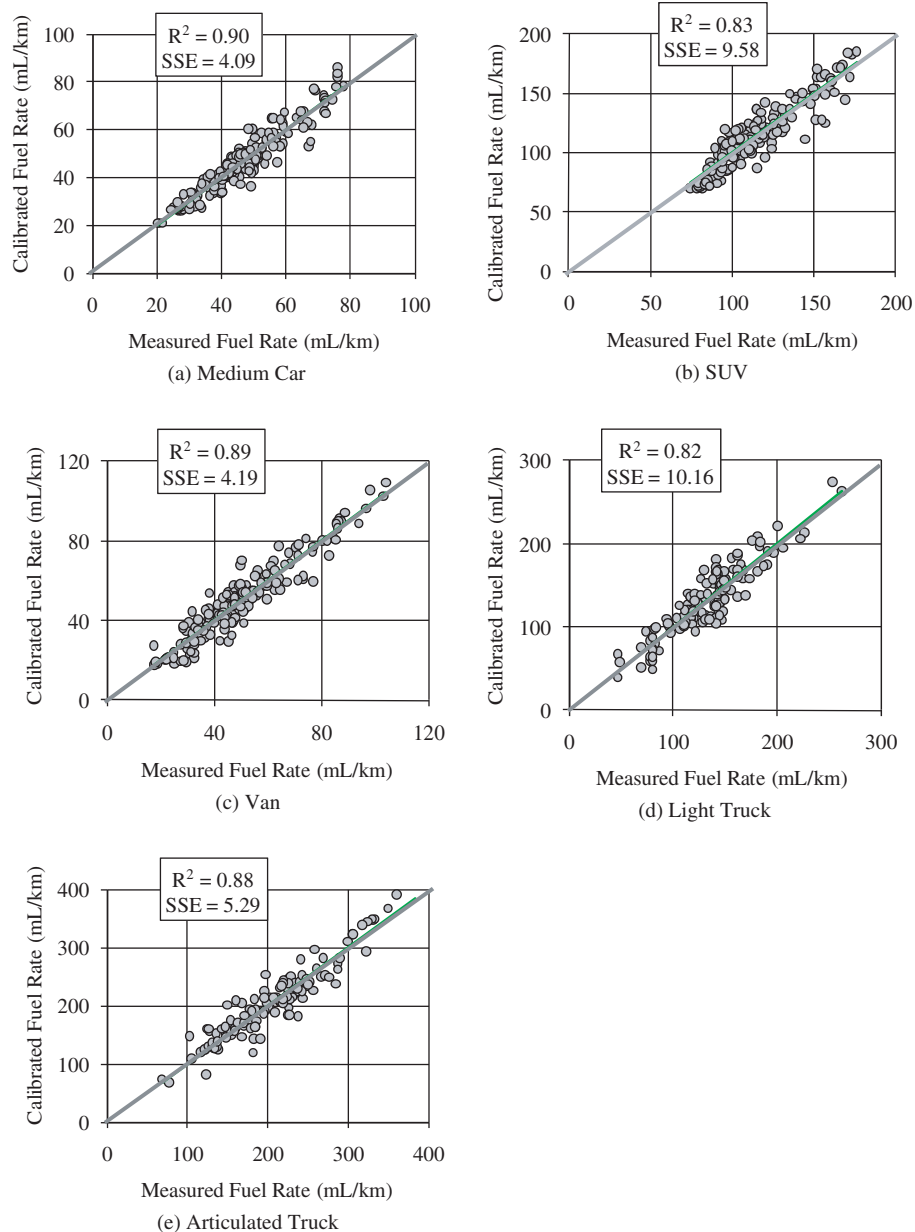 R² = 0.90
SSE = 4.09
Calibrated Fuel Rate (mL/km)
100
80
60
40
20
0
0 20 40 60 80 100
Measured Fuel Rate (mL/km)
(a) Medium Car
R² = 0.83
SSE = 9.58
Calibrated Fuel Rate (mL/km)
200
150
100
50
0
0 50 100 150 200
Measured Fuel Rate (mL/km)
(b) SUV
R² = 0.89
SSE = 4.19
Calibrated Fuel Rate (mL/km)
120
80
40
0
0 40 80 120
Measured Fuel Rate (mL/km)
(c) Van
R² = 0.82
SSE = 10.16
Calibrated Fuel Rate (mL/km)
300
200
100
0
0 100 200 300
Measured Fuel Rate (mL/km)
(d) Light Truck
R² = 0.88
SSE = 5.29
Calibrated Fuel Rate (mL/km)
400
300
200
100
0
0 100 200 300 400
Measured Fuel Rate (mL/km)
(e) Articulated Truck